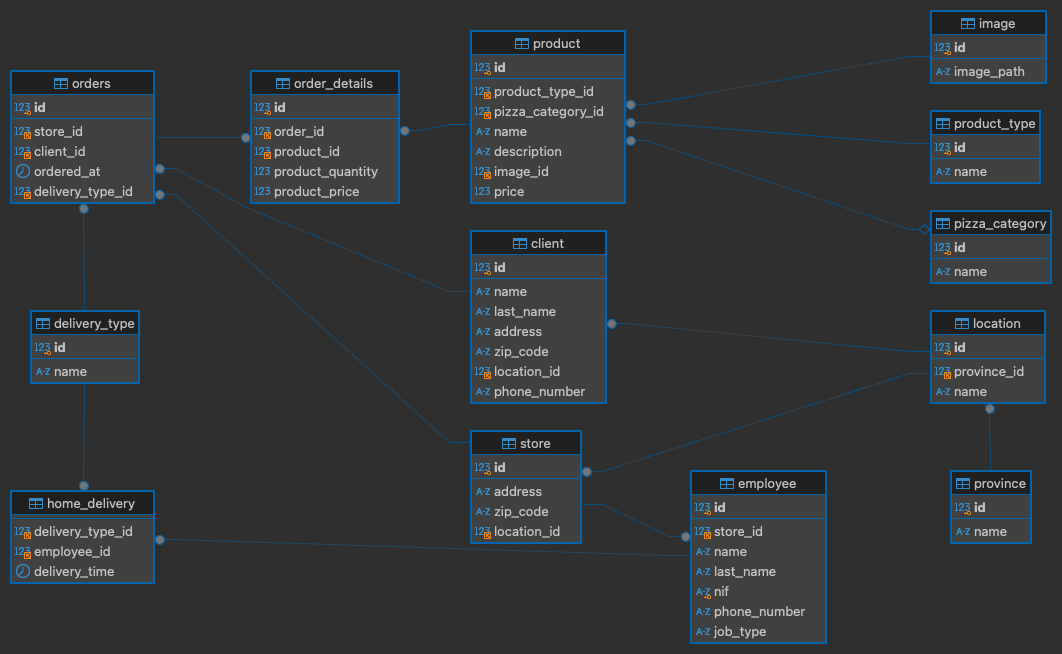 orders
123 id
123 store_id
123 client_id
ordered_at
123 delivery_type_id
order_details
123 id
123 order_id
123 product_id
123 product_quantity
123 product_price
product
123 id
123 product_type_id
123 pizza_category_id
A-Z name
A-Z description
123 image_id
123 price
image
123 id
A-Z image_path
product_type
123 id
A-Z name
pizza_category
123 id
A-Z name
client
123 id
A-Z name
A-Z last_name
A-Z address
A-Z zip_code
123 location_id
A-Z phone_number
delivery_type
123 id
A-Z name
location
123 id
123 province_id
A-Z name
store
123 id
A-Z address
A-Z zip_code
123 location_id
employee
123 id
123 store_id
A-Z name
A-Z last_name
A-Z nif
A-Z phone_number
A-Z job_type
province
123 id
A-Z name
home_delivery
123 delivery_type_id
123 employee_id
delivery_time